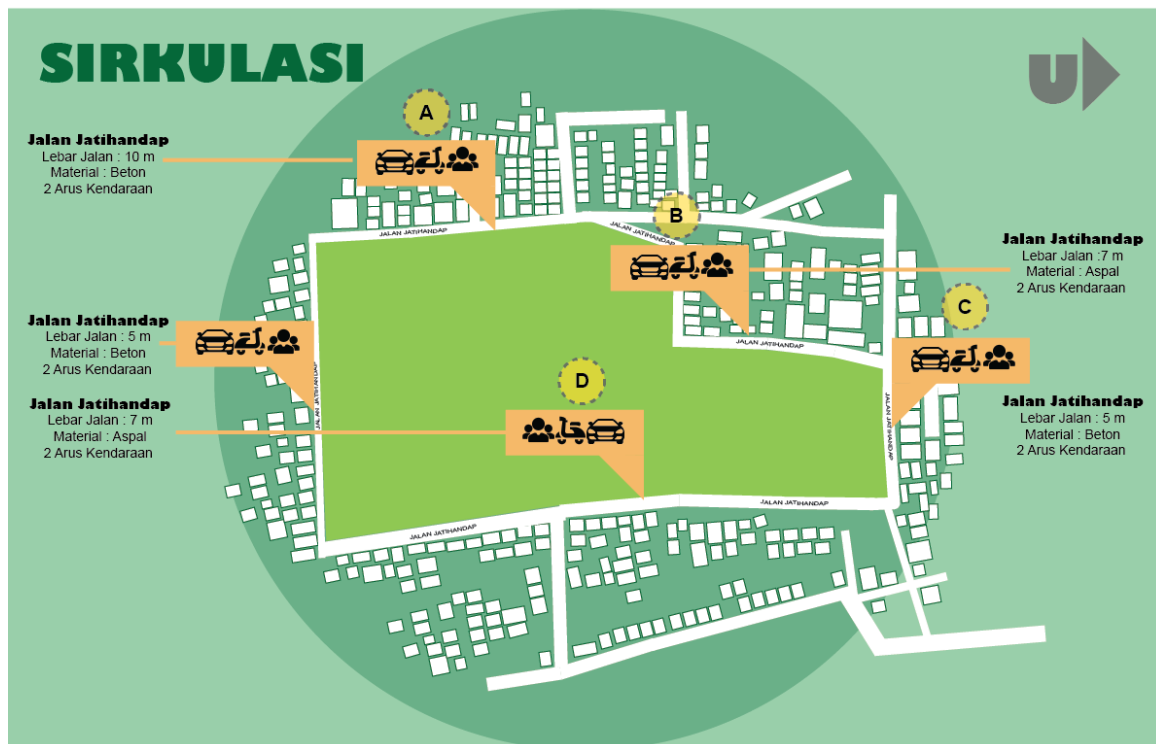 SIRKULASI
U
A
Jalan Jatihandap
Lebar Jalan : 10 m
Material : Beton
2 Arus Kendaraan
B
JALAN JATIHANDAP
JALAN JATIHANDAP
Jalan Jatihandap
Lebar Jalan :7 m
Material : Aspal
2 Arus Kendaraan
C
Jalan Jatihandap
Lebar Jalan : 5 m
Material : Beton
2 Arus Kendaraan
JALAN JATIHANDAP
JALAN JATIHANDAP
D
Jalan Jatihandap
Lebar Jalan : 7 m
Material : Aspal
2 Arus Kendaraan
Jalan Jatihandap
Lebar Jalan : 5 m
Material : Beton
2 Arus Kendaraan
JALAN JATIHANDAP
JALAN JATIHANDAP
JALAN JATIHANDAP